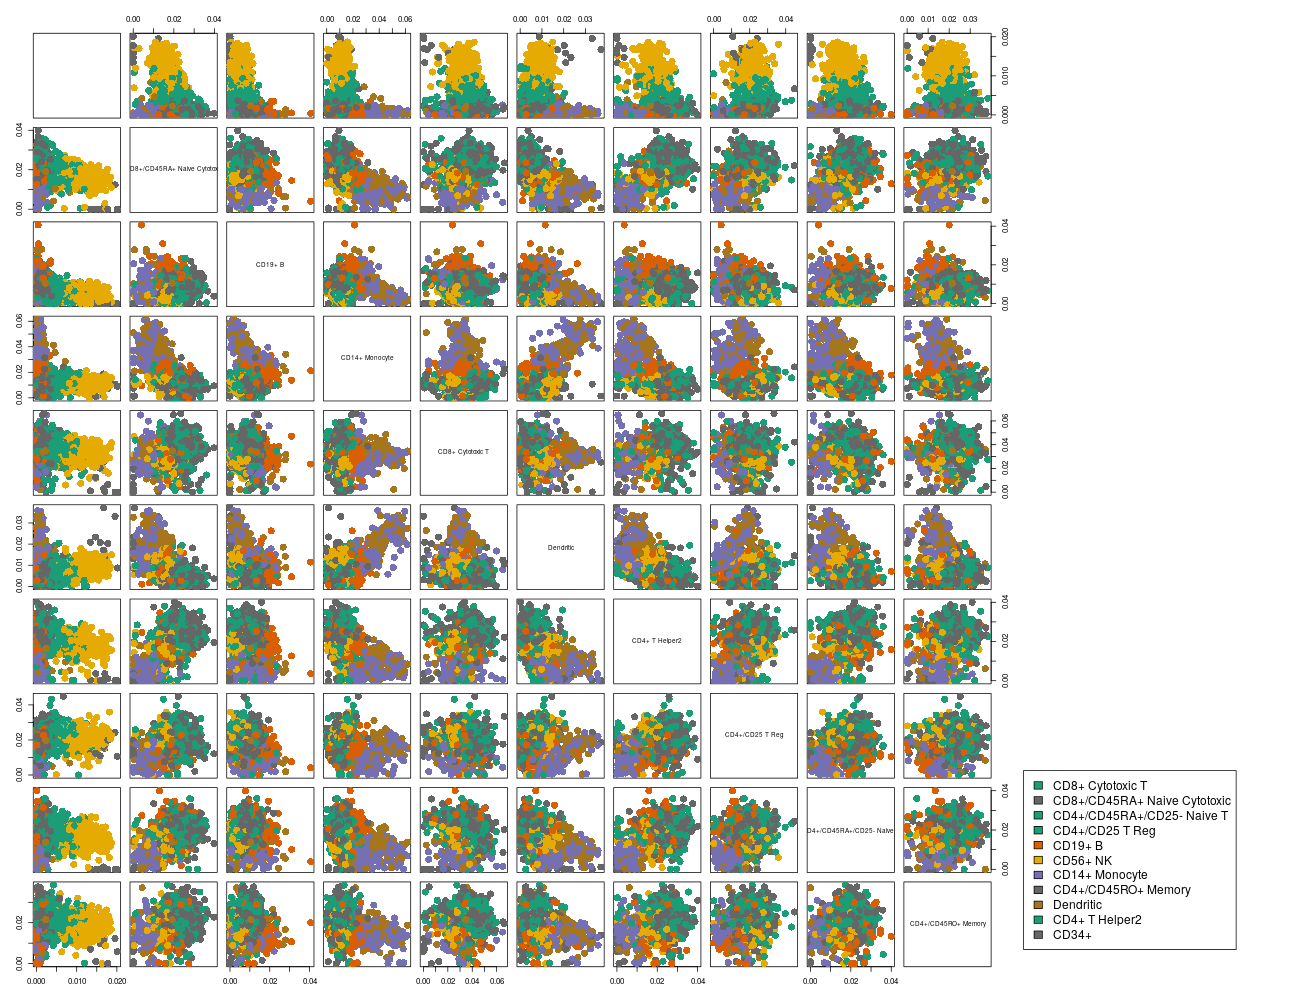 0.00 0.02 0.04 0.00 0.02 0.04 0.06 0.00 0.01 0.02 0.03 0.00 0.02 0.04 0.00 0.01 0.02 0.03
0.000 0.010 0.020
0.00 0.02 0.04
D8+/CD45RA+ Naive Cytotox
CD19+ B
0.00 0.02 0.04
0.00 0.02 0.04 0.06
CD14+ Monocyte
CD8+ Cytotoxic T
0.00 0.02 0.04 0.06
0.00 0.01 0.02 0.03
Dendritic
CD4+ T Helper2
0.00 0.02 0.04
0.00 0.02 0.04
CD4+/CD25 T Reg
D4+/CD45RA+/CD25- Naive
0.00 0.02 0.04
0.00 0.02
CD4+/CD45RO+ Memory
0.000 0.010 0.020 0.00 0.02 0.04 0.00 0.02 0.04 0.06 0.00 0.02 0.04 0.00 0.02 0.04
CD8+ Cytotoxic T
CD8+/CD45RA+ Naive Cytotoxic
CD4+/CD45RA+/CD25- Naive T
CD4+/CD25 T Reg
CD19+ B
CD56+ NK
CD14+ Monocyte
CD4+/CD45RO+ Memory
Dendritic
CD4+ T Helper2
CD34+